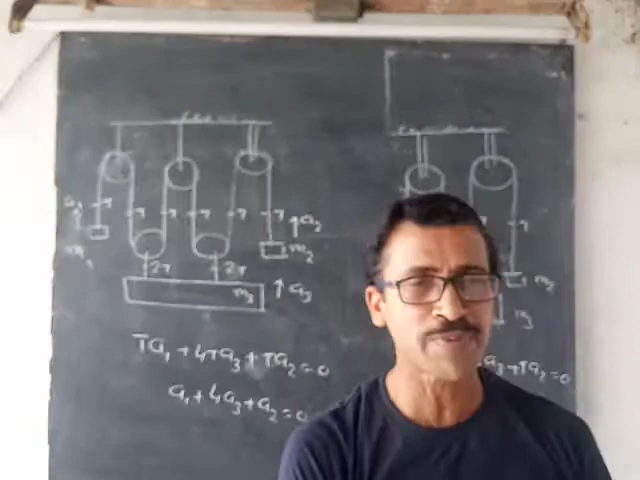 a₁ T T T T T T ↑a₂ T T
m₁ m₂
2T 2T m₂
m₃ ↑ a₃ m₃
Ta₁ + 4Ta₃ + Ta₂ = 0
a₃ + Ta₂ = 0
a₁ + 4a₃ + a₂ = 0